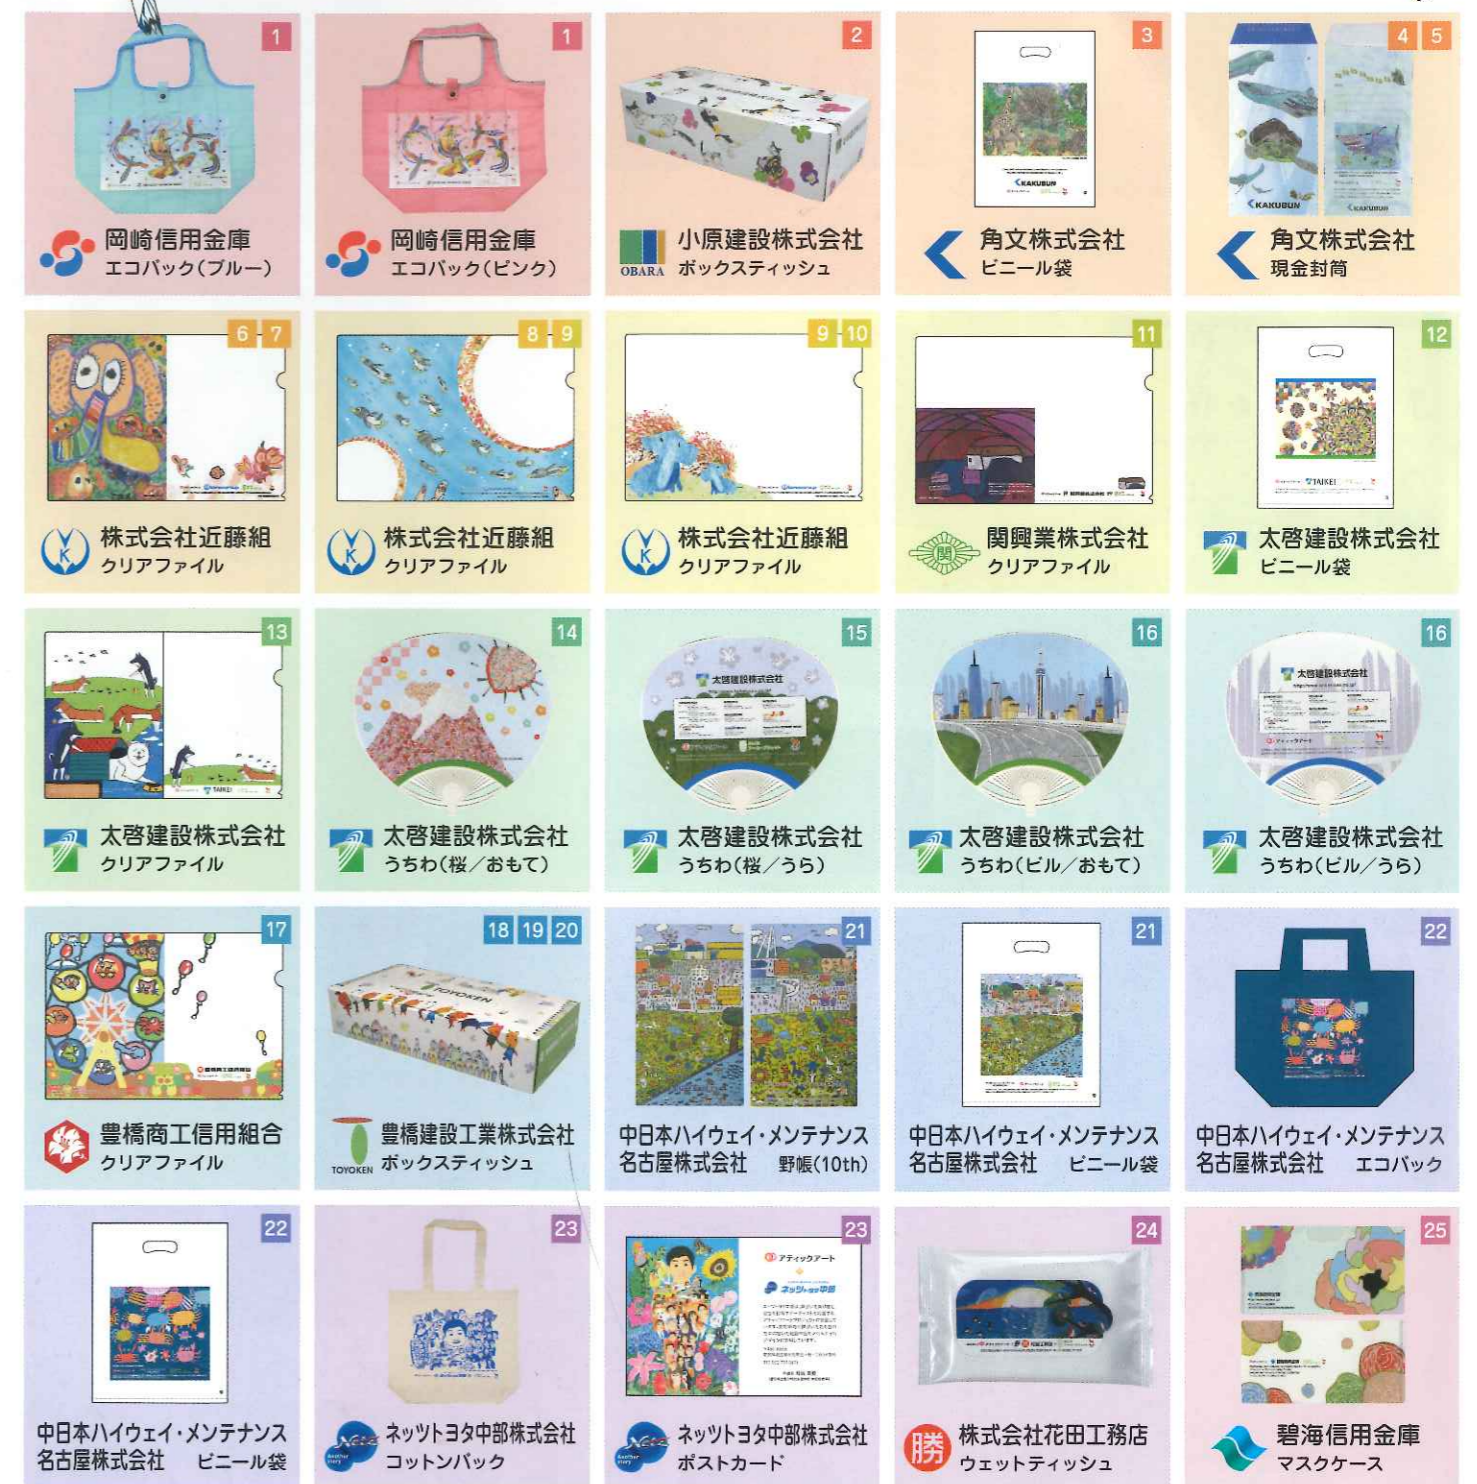 1
岡崎信用金庫
エコバック(ブルー)
1
岡崎信用金庫
エコバック(ピンク)
2
OBARA
小原建設株式会社
ボックスティッシュ
3
KAKUBUN
角文株式会社
ビニール袋
4 5
KAKUBUN
KAKUBUN
角文株式会社
現金封筒
6 7
K
株式会社近藤組
クリアファイル
8 9
K
株式会社近藤組
クリアファイル
9 10
K
株式会社近藤組
クリアファイル
11
関
関興業株式会社
クリアファイル
12
TAIKEI
太啓建設株式会社
ビニール袋
13
TAIKEI
太啓建設株式会社
クリアファイル
14
太啓建設株式会社
うちわ(桜/おもて)
15
太啓建設株式会社
太啓建設株式会社
うちわ(桜/うら)
16
太啓建設株式会社
うちわ(ビル/おもて)
16
太啓建設株式会社
アティックアート
太啓建設株式会社
うちわ(ビル/うら)
17
豊橋商工信用組合
豊橋商工信用組合
クリアファイル
18 19 20
TOYOKEN
TOYOKEN
豊橋建設工業株式会社
ボックスティッシュ
21
中日本ハイウェイ・メンテナンス
名古屋株式会社 野帳(10th)
21
中日本ハイウェイ・メンテナンス
名古屋株式会社 ビニール袋
22
中日本ハイウェイ・メンテナンス
名古屋株式会社 エコバック
22
中日本ハイウェイ・メンテナンス
名古屋株式会社 ビニール袋
23
Netz
ネッツトヨタ中部株式会社
コットンバック
23
アティックアート
ネッツトヨタ中部
Netz
ネッツトヨタ中部株式会社
ポストカード
24
勝
株式会社花田工務店
ウェットティッシュ
25
碧海信用金庫
マスクケース